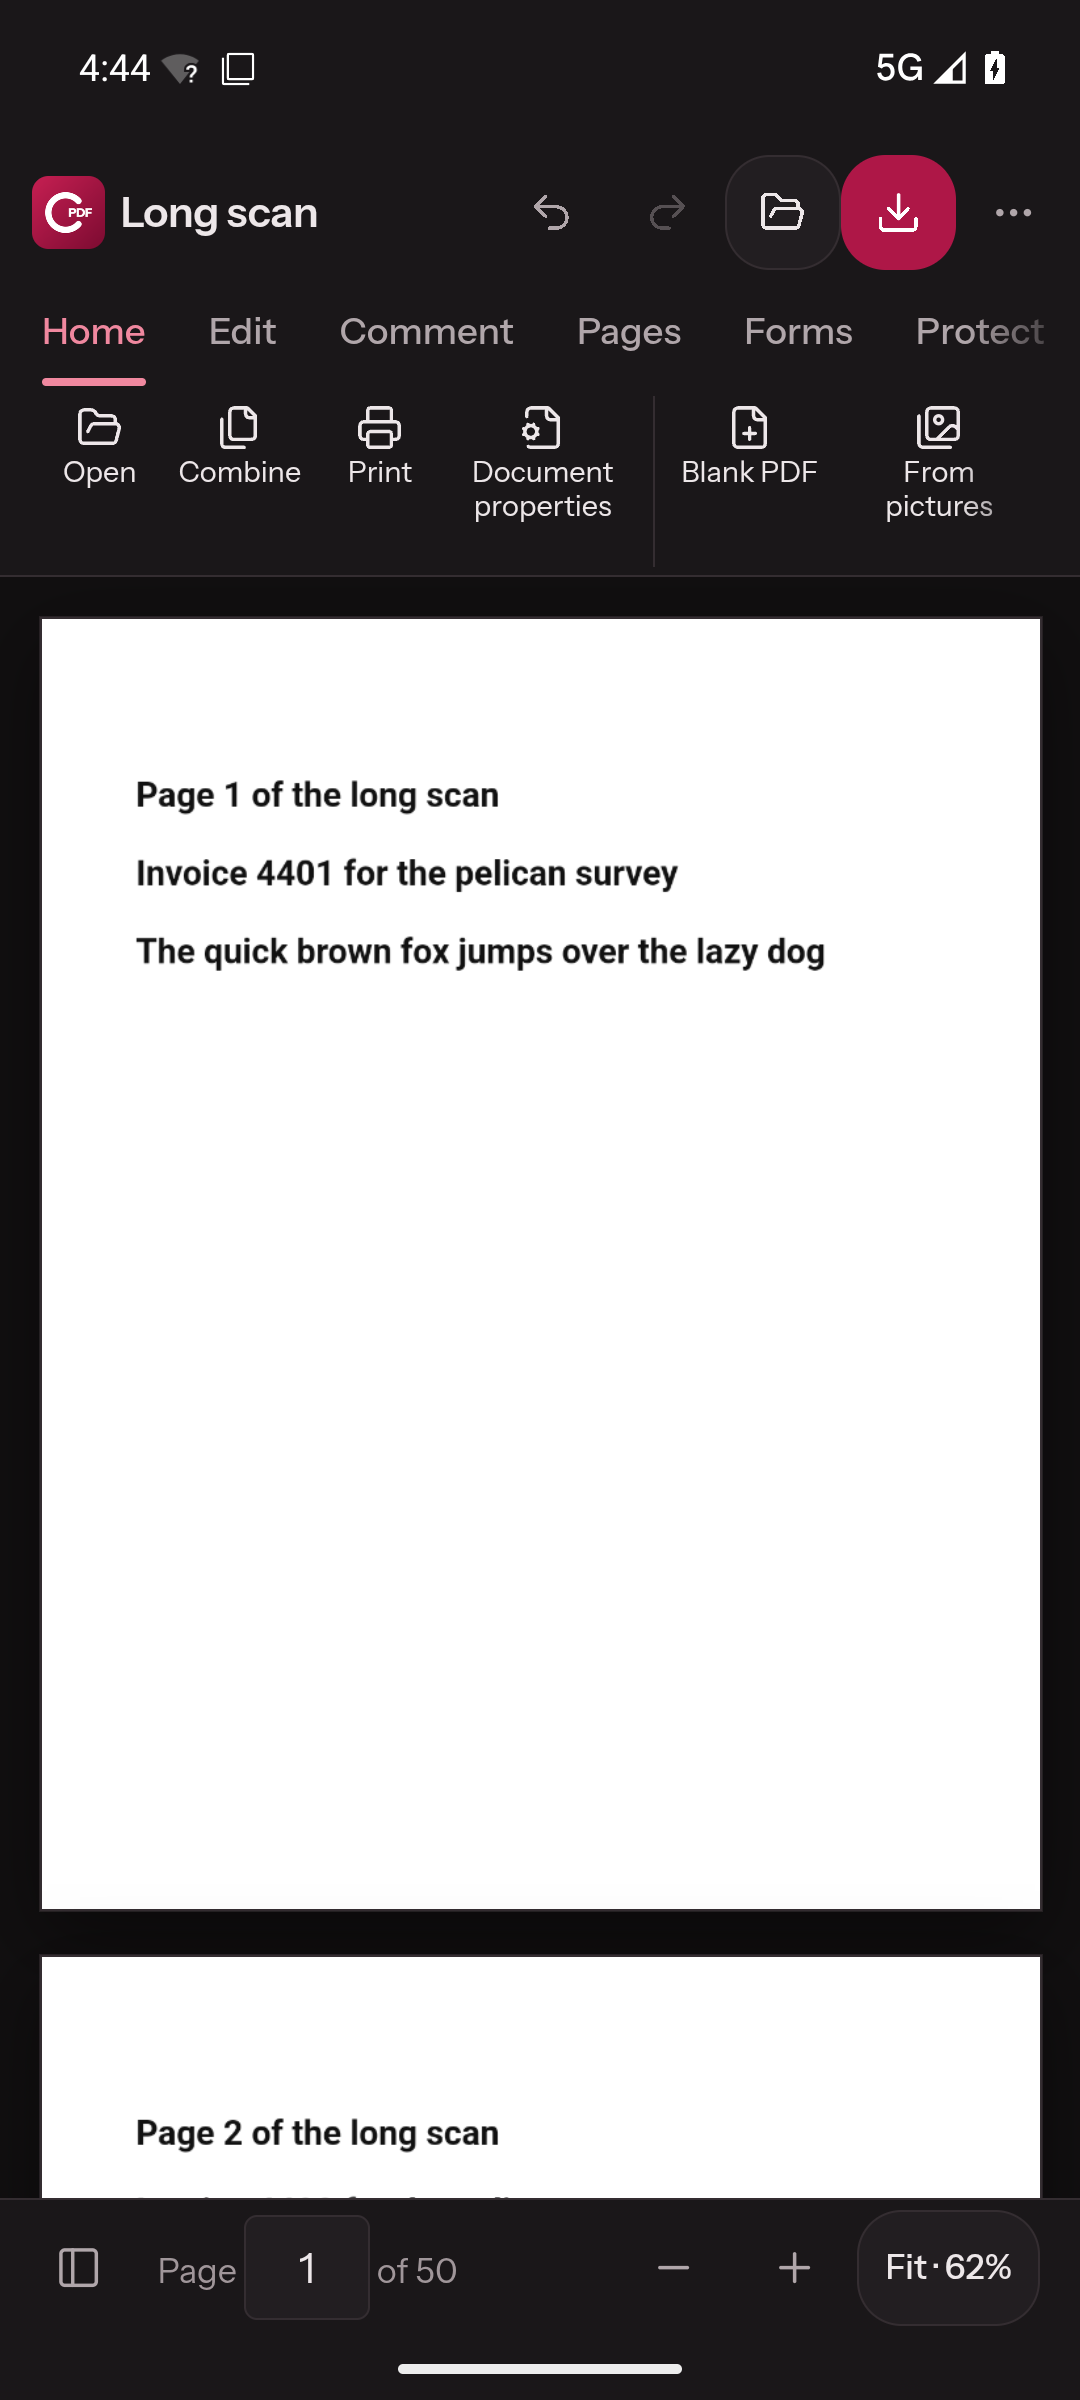 4:44
5G
PDF
Long scan
Home Edit Comment Pages Forms Protect
Open Combine Print Document properties Blank PDF From pictures
Page 1 of the long scan
Invoice 4401 for the pelican survey
The quick brown fox jumps over the lazy dog
Page 2 of the long scan
Page 1 of 50
Fit · 62%